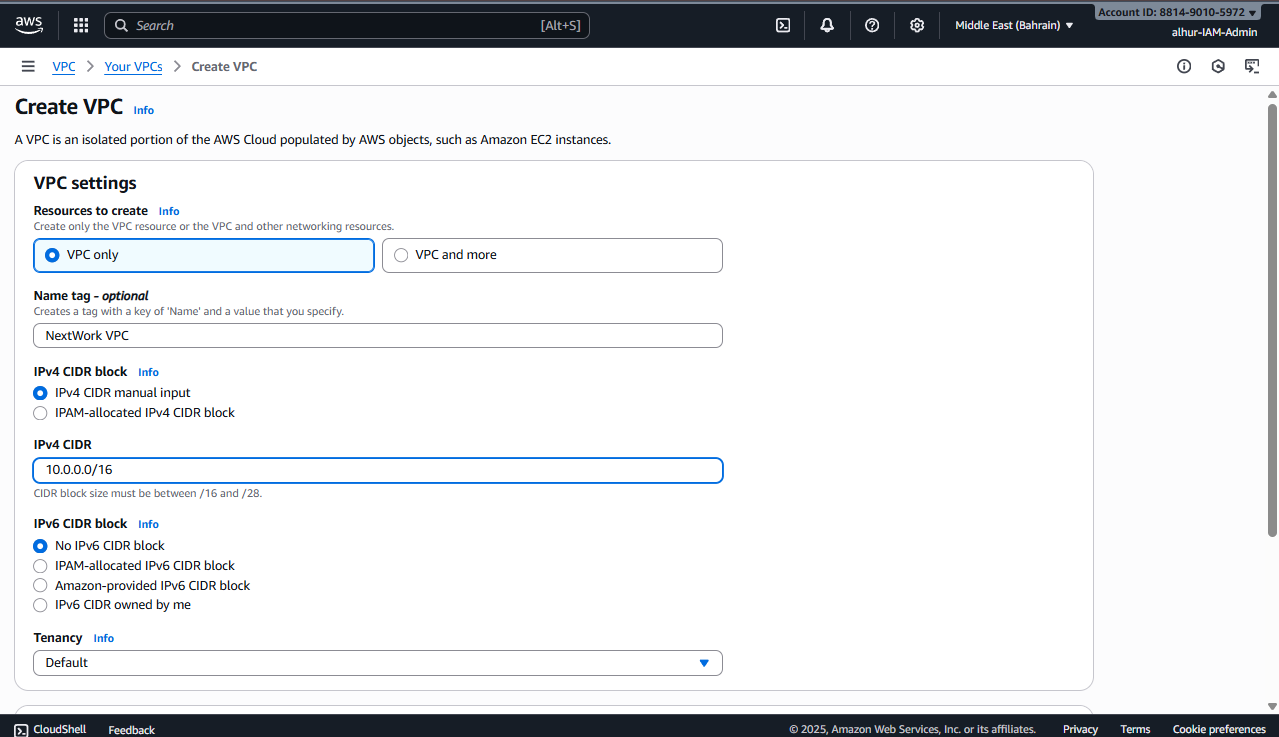 aws
Search [Alt+S]
Middle East (Bahrain)
Account ID: 8814-9010-5972
alhur-IAM-Admin
VPC
Your VPCs
Create VPC
Create VPC Info
A VPC is an isolated portion of the AWS Cloud populated by AWS objects, such as Amazon EC2 instances.
VPC settings
Resources to create Info
Create only the VPC resource or the VPC and other networking resources.
VPC only
VPC and more
Name tag - optional
Creates a tag with a key of 'Name' and a value that you specify.
NextWork VPC
IPv4 CIDR block Info
IPv4 CIDR manual input
IPAM-allocated IPv4 CIDR block
IPv4 CIDR
10.0.0.0/16
CIDR block size must be between /16 and /28.
IPv6 CIDR block Info
No IPv6 CIDR block
IPAM-allocated IPv6 CIDR block
Amazon-provided IPv6 CIDR block
IPv6 CIDR owned by me
Tenancy Info
Default
CloudShell
Feedback
© 2025, Amazon Web Services, Inc. or its affiliates.
Privacy
Terms
Cookie preferences